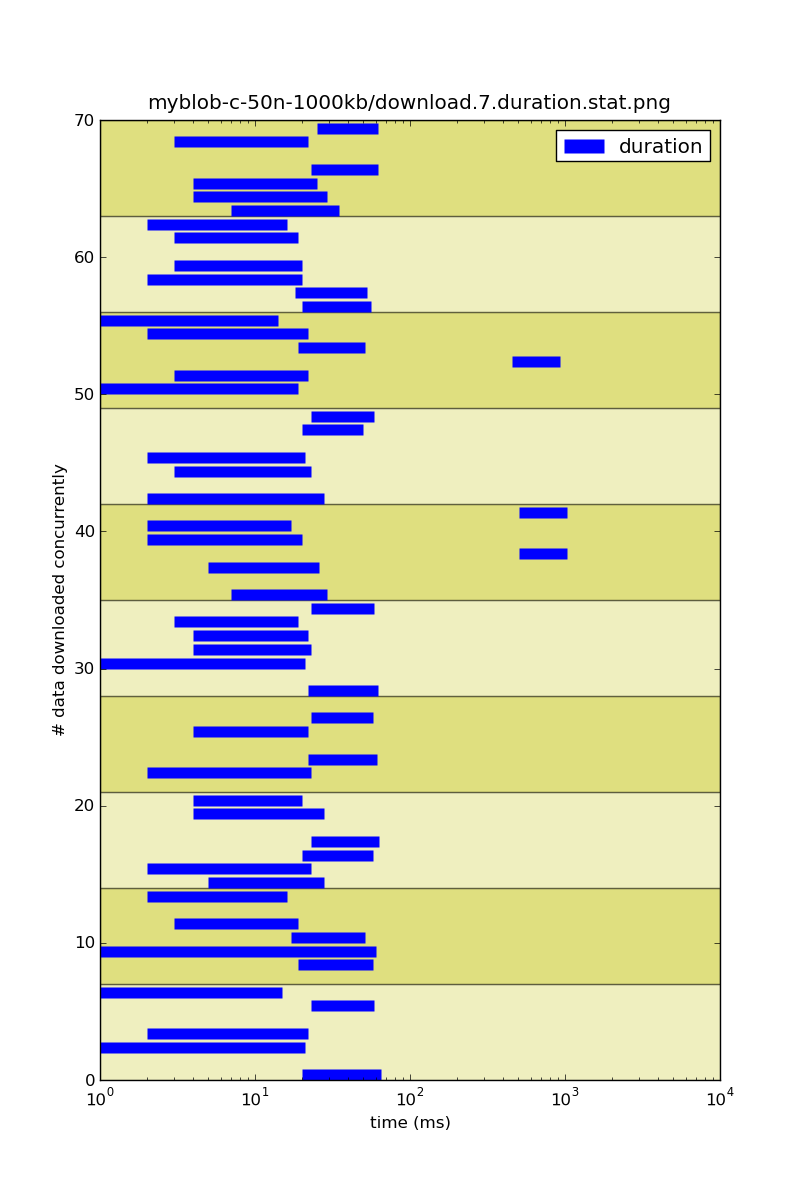 myblob-c-50n-1000kb/download.7.duration.stat.png
duration
70
60
50
40
30
20
10
0
# data downloaded concurrently
10^0 10^1 10^2 10^3 10^4
time (ms)